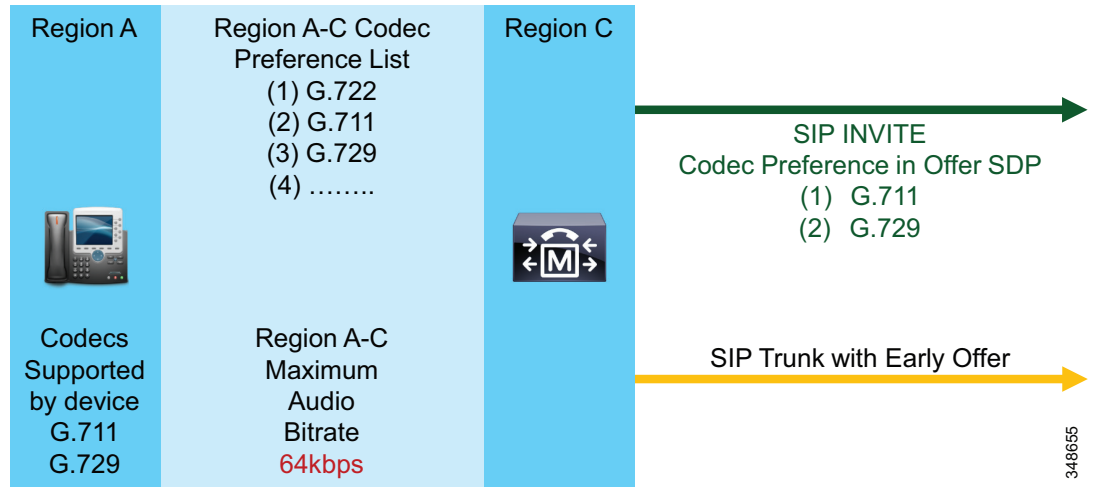 Region A
Region A-C Codec
Preference List
(1) G.722
(2) G.711
(3) G.729
(4) ……..
Region C
SIP INVITE
Codec Preference in Offer SDP
(1) G.711
(2) G.729
M
Codecs
Supported
by device
G.711
G.729
Region A-C
Maximum
Audio
Bitrate
64kbps
SIP Trunk with Early Offer
348655